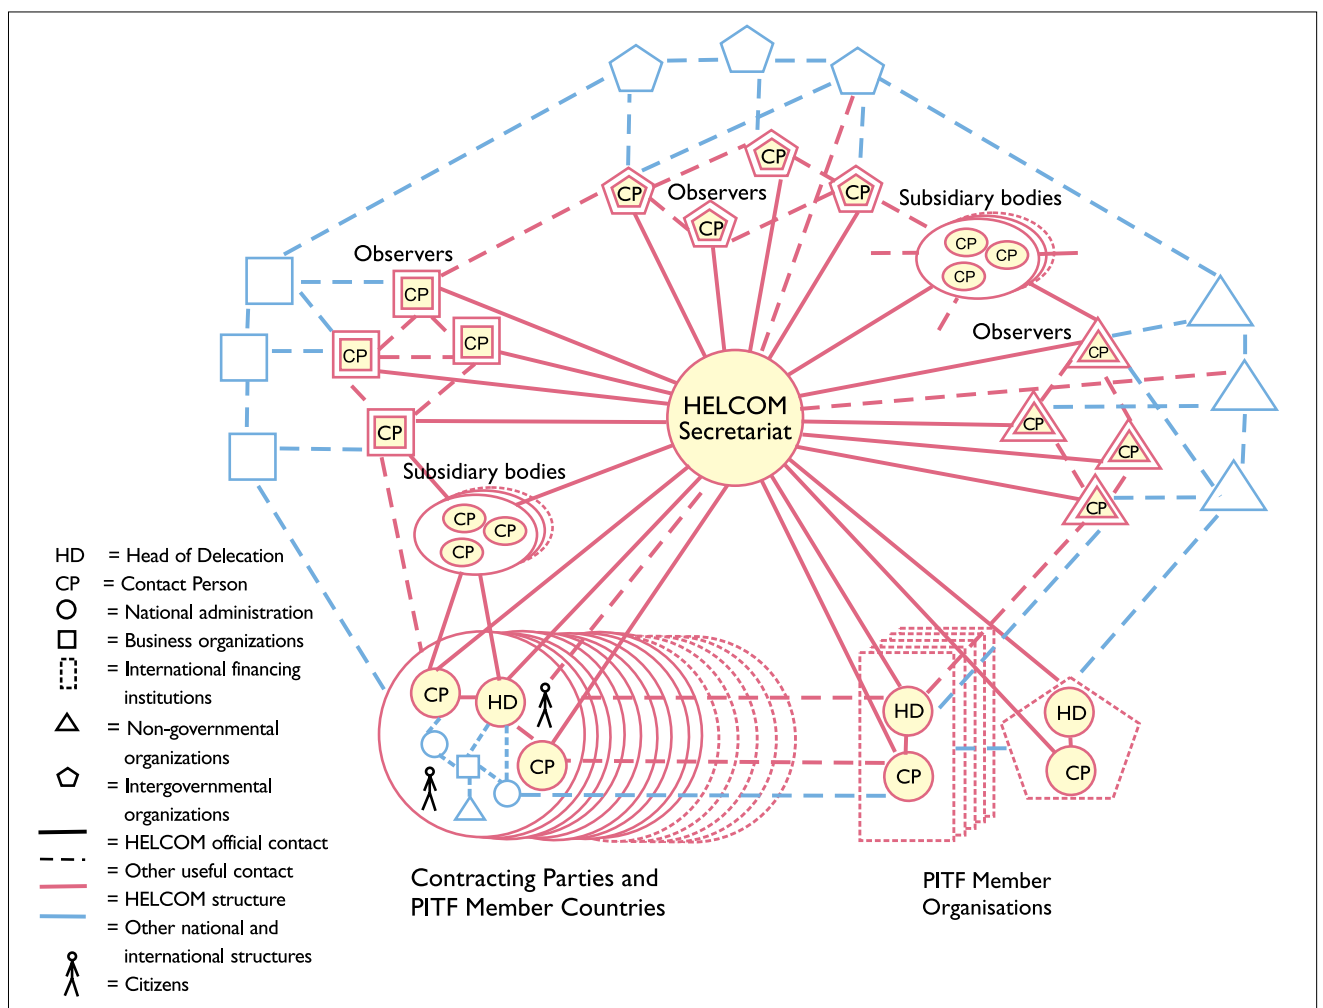 CP
CP
Observers
CP
CP
Subsidiary bodies
CP
CP
CP
CP
Observers
CP
CP
CP
Observers
CP
CP
HELCOM
Secretariat
CP
CP
CP
CP
Subsidiary bodies
CP
CP
CP
HD = Head of Delecation
CP = Contact Person
= National administration
= Business organizations
= International financing
institutions
= Non-governmental
organizations
= Intergovernmental
organizations
= HELCOM official contact
= Other useful contact
= HELCOM structure
= Other national and
international structures
= Citizens
CP
HD
CP
HD
CP
HD
CP
Contracting Parties and
PITF Member Countries
PITF Member
Organisations